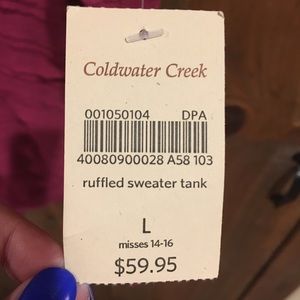 Coldwater Creek
001050104 DPA
40080900028 A58 103
ruffled sweater tank
L
misses 14-16
$59.95